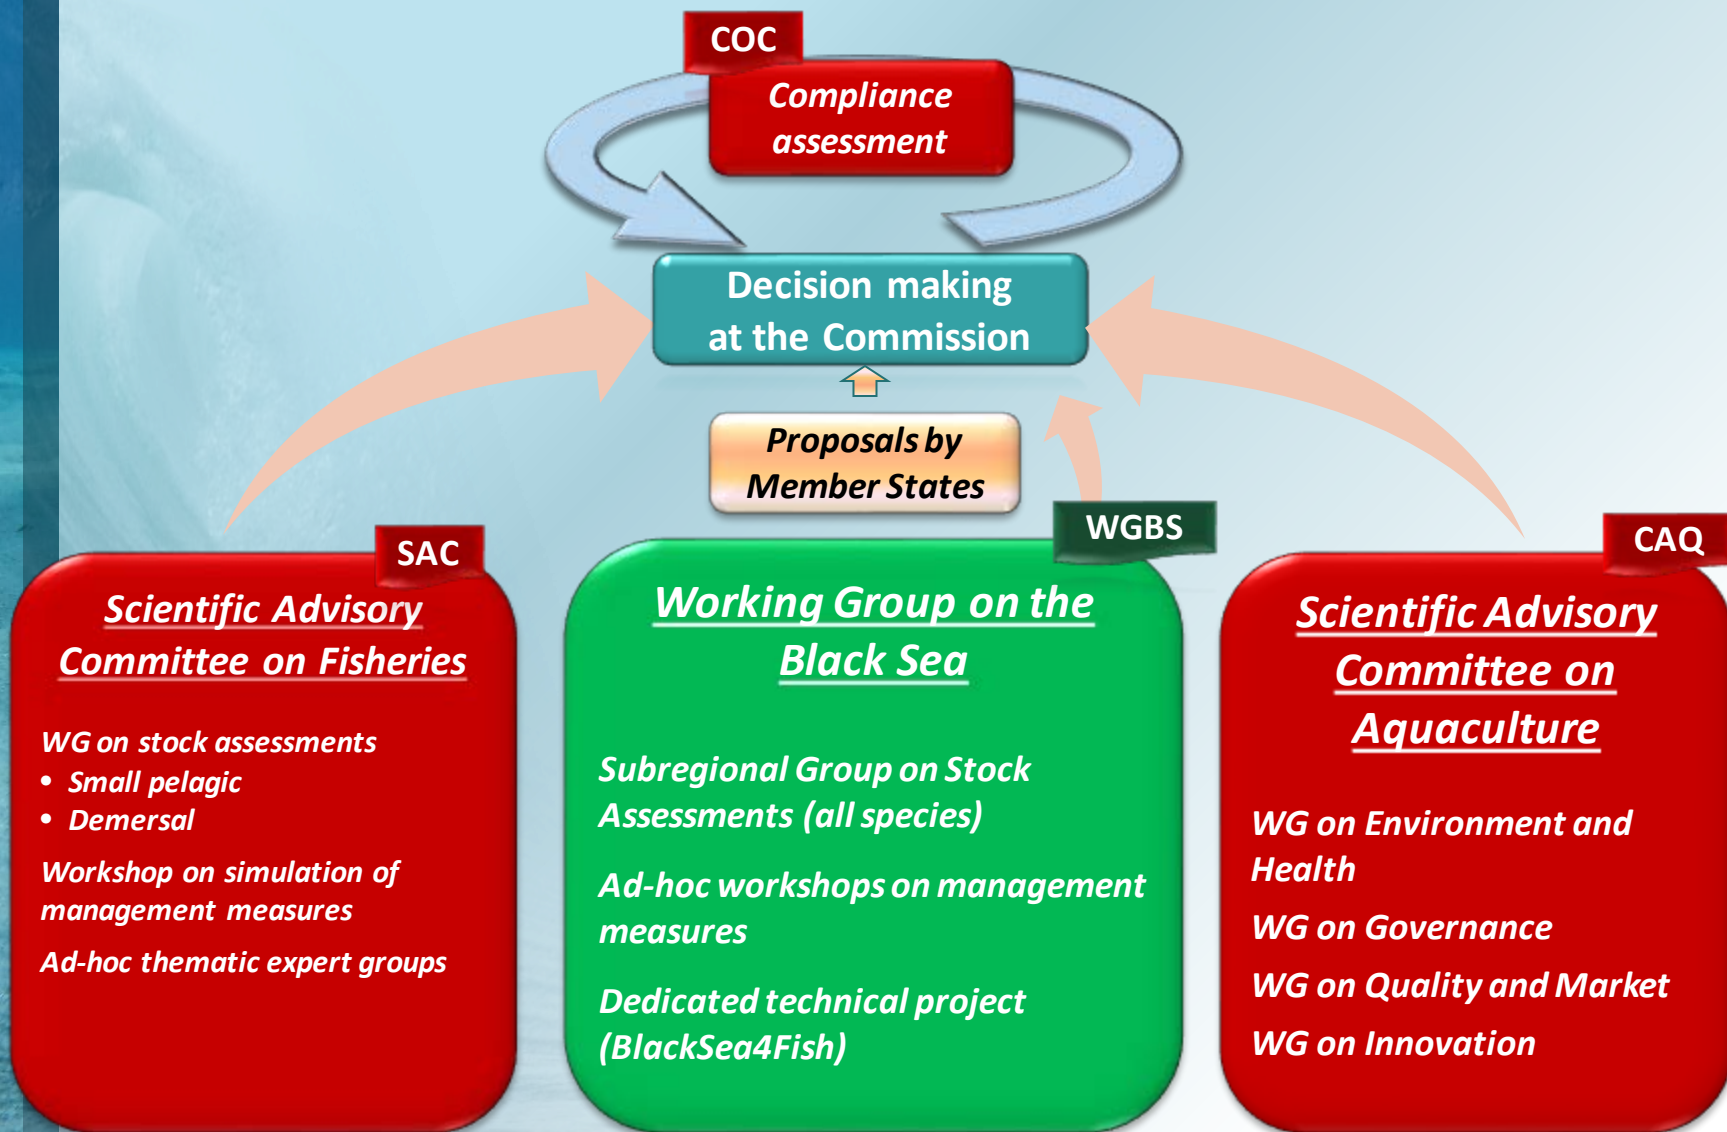 COC
Compliance
assessment
Decision making
at the Commission
Proposals by
Member States
SAC
Scientific Advisory
Committee on Fisheries
WG on stock assessments
• Small pelagic
• Demersal
Workshop on simulation of
management measures
Ad-hoc thematic expert groups
WGBS
Working Group on the
Black Sea
Subregional Group on Stock
Assessments (all species)
Ad-hoc workshops on management
measures
Dedicated technical project
(BlackSea4Fish)
CAQ
Scientific Advisory
Committee on
Aquaculture
WG on Environment and
Health
WG on Governance
WG on Quality and Market
WG on Innovation